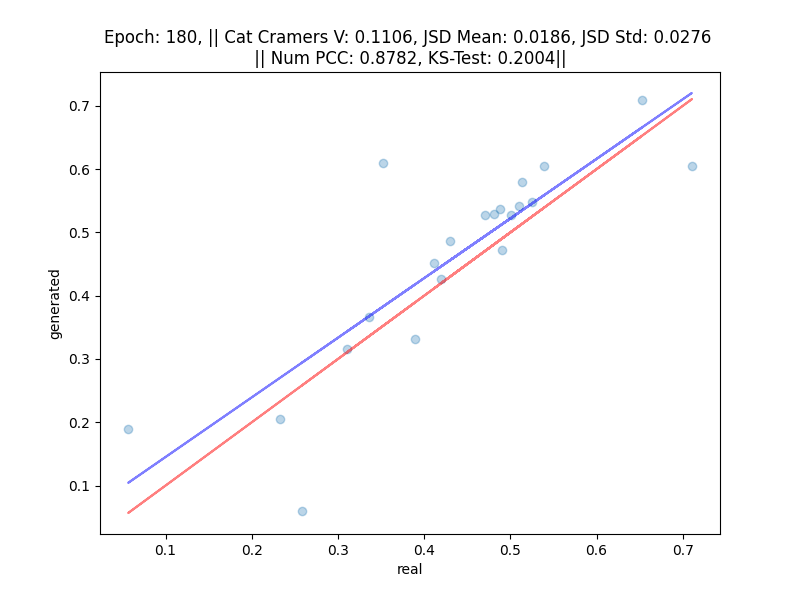 Epoch: 180, || Cat Cramers V: 0.1106, JSD Mean: 0.0186, JSD Std: 0.0276
|| Num PCC: 0.8782, KS-Test: 0.2004||
generated
0.7
0.6
0.5
0.4
0.3
0.2
0.1
0.1 0.2 0.3 0.4 0.5 0.6 0.7
real